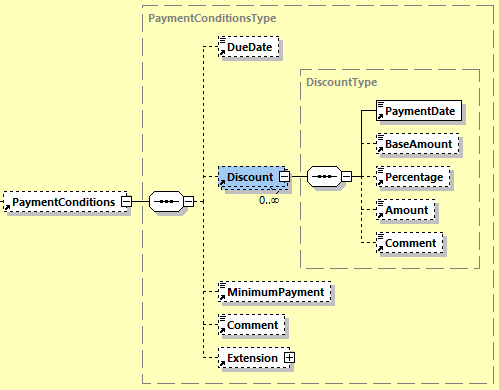 PaymentConditionsType
DueDate
DiscountType
PaymentDate
BaseAmount
Discount
Percentage
0..∞
PaymentConditions
Amount
Comment
MinimumPayment
Comment
Extension